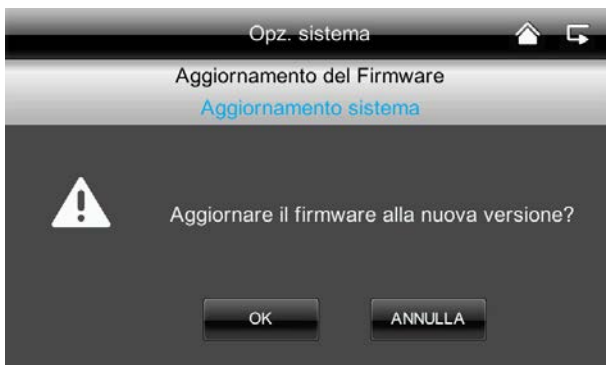 Opz. sistema
Aggiornamento del Firmware
Aggiornamento sistema
Aggiornare il firmware alla nuova versione?
OK ANNULLA